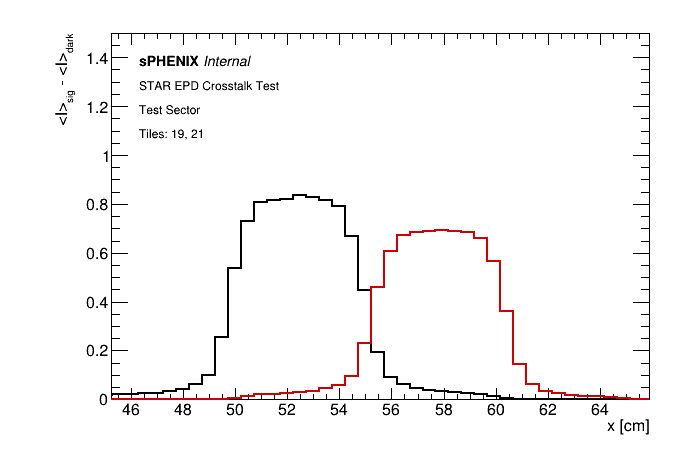 <I>sig - <I>dark
1.4
1.2
1
0.8
0.6
0.4
0.2
0
sPHENIX Internal
STAR EPD Crosstalk Test
Test Sector
Tiles: 19, 21
46 48 50 52 54 56 58 60 62 64
x [cm]